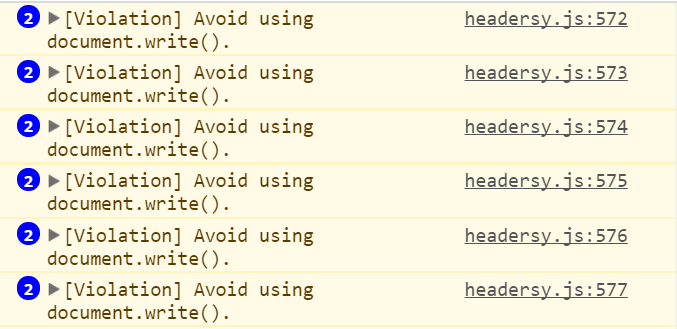 2 ▶[Violation] Avoid using headersy.js:572
document.write().
2 ▶[Violation] Avoid using headersy.js:573
document.write().
2 ▶[Violation] Avoid using headersy.js:574
document.write().
2 ▶[Violation] Avoid using headersy.js:575
document.write().
2 ▶[Violation] Avoid using headersy.js:576
document.write().
2 ▶[Violation] Avoid using headersy.js:577
document.write().